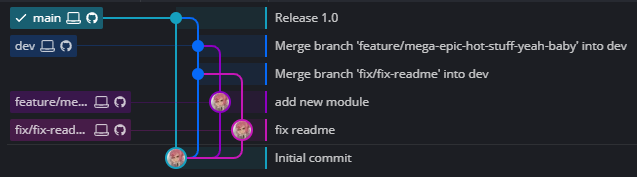 main Release 1.0
dev Merge branch 'feature/mega-epic-hot-stuff-yeah-baby' into dev
Merge branch 'fix/fix-readme' into dev
feature/me... add new module
fix/fix-read... fix readme
Initial commit